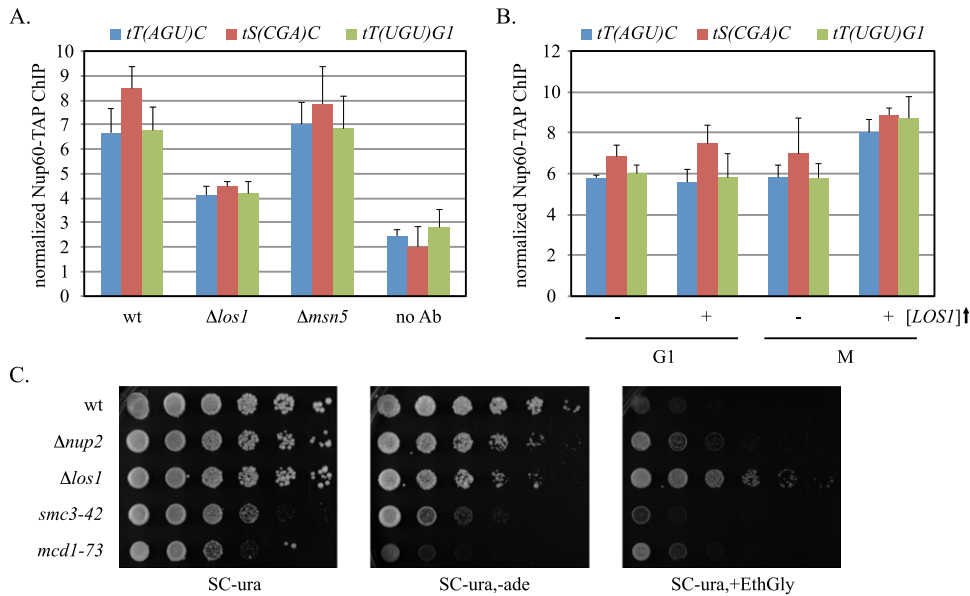 A.
tT(AGU)C tS(CGA)C tT(UGU)G1
normalized Nup60-TAP ChIP
10
9
8
7
6
5
4
3
2
1
0
wt Δlos1 Δmsn5 no Ab
B.
tT(AGU)C tS(CGA)C tT(UGU)G1
normalized Nup60-TAP ChIP
12
10
8
6
4
2
0
- + - + [LOS1]⬆
G1 M
C.
wt
Δnup2
Δlos1
smc3-42
mcd1-73
SC-ura SC-ura,-ade SC-ura,+EthGly